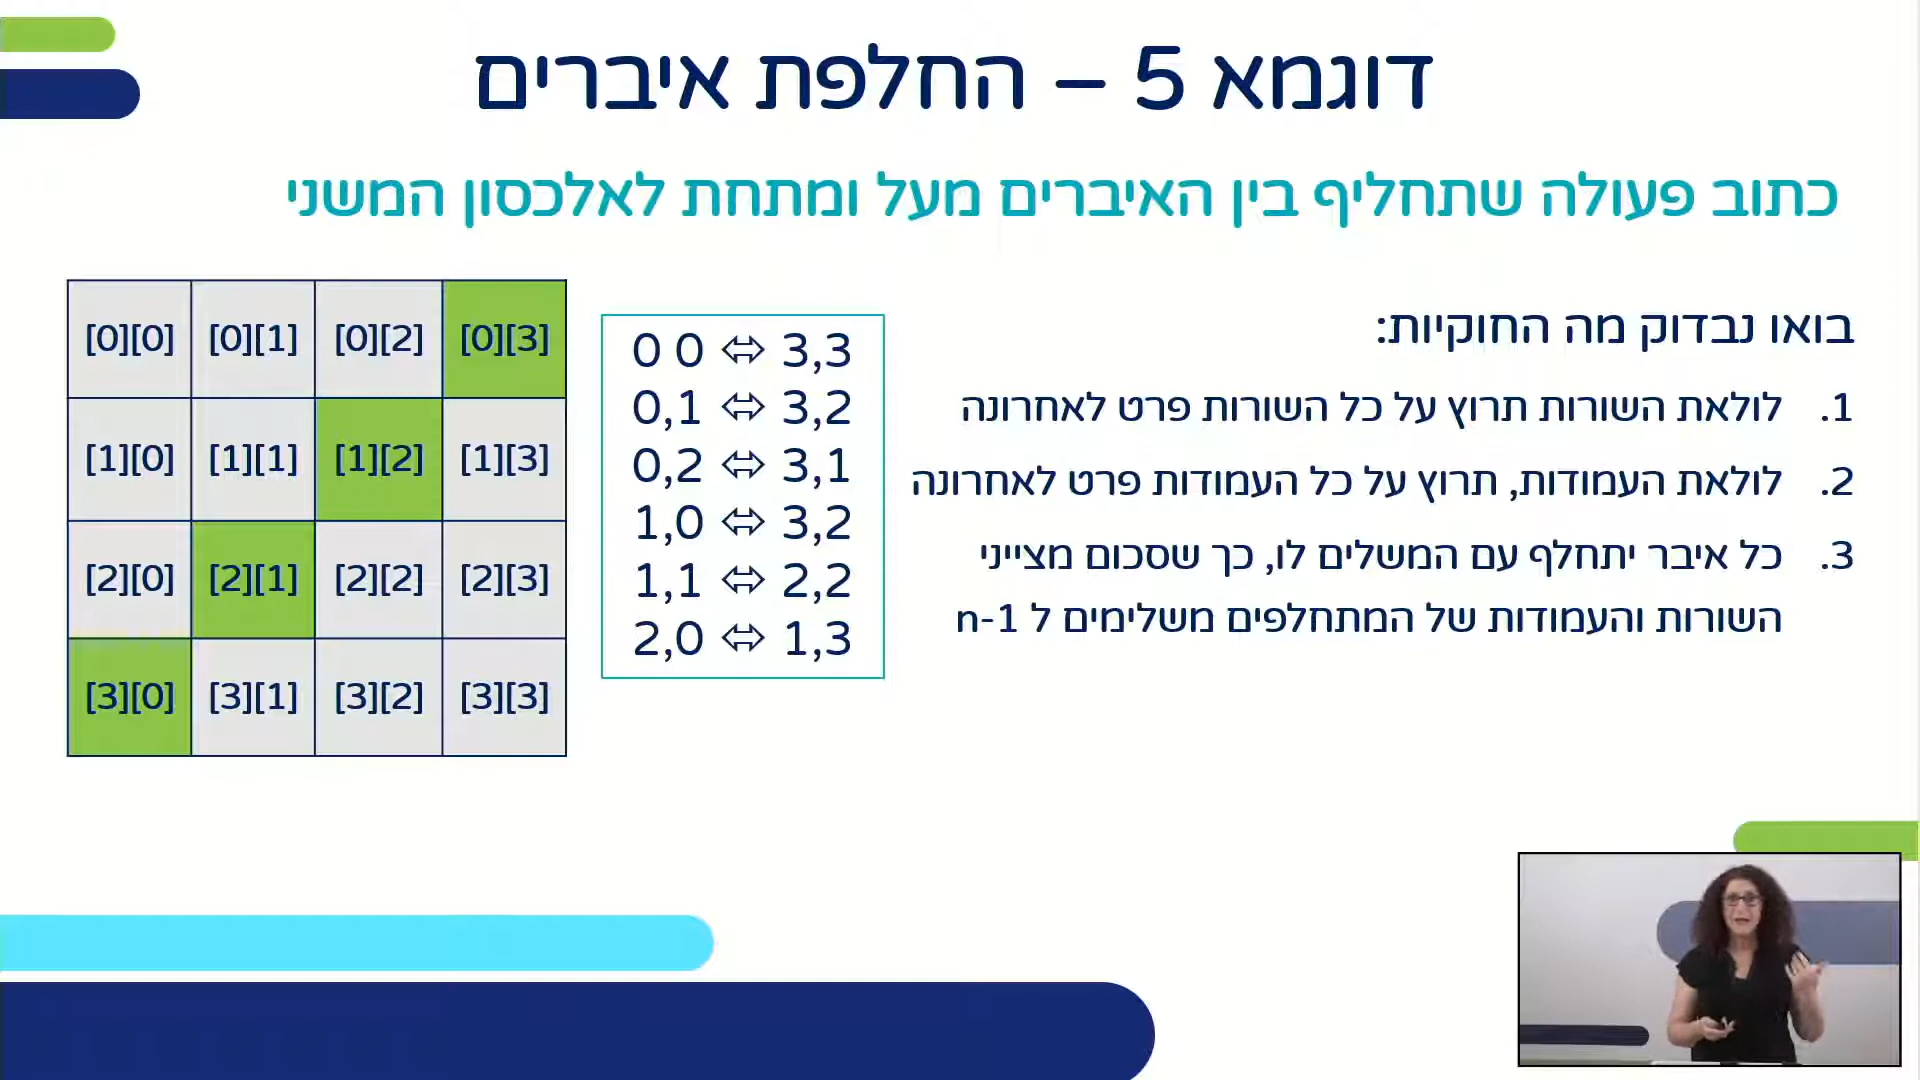 דוגמא 5 – החלפת איברים
כתוב פעולה שתחליף בין האיברים מעל ומתחת לאלכסון המשני
בואו נבדוק מה החוקיות:
1. לולאת השורות תרוץ על כל השורות פרט לאחרונה
2. לולאת העמודות, תרוץ על כל העמודות פרט לאחרונה
3. כל איבר יתחלף עם המשלים לו, כך שסכום מצייני
השורות והעמודות של המתחלפים משלימים ל n-1
0 0 ⬄ 3,3
0,1 ⬄ 3,2
0,2 ⬄ 3,1
1,0 ⬄ 3,2
1,1 ⬄ 2,2
2,0 ⬄ 1,3
[0][0] [0][1] [0][2] [0][3]
[1][0] [1][1] [1][2] [1][3]
[2][0] [2][1] [2][2] [2][3]
[3][0] [3][1] [3][2] [3][3]